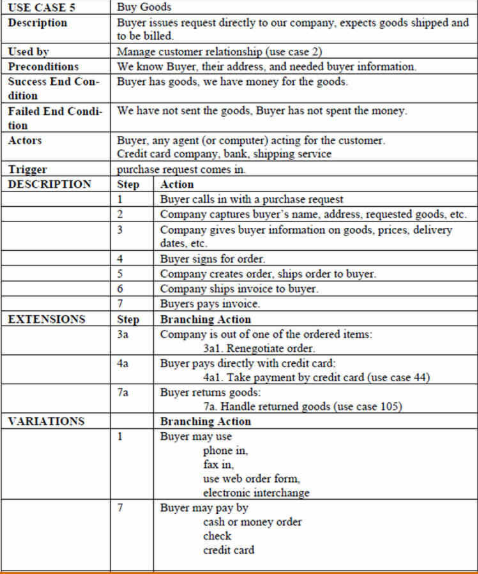 USE CASE 5 Buy Goods
Description Buyer issues request directly to our company, expects goods shipped and
to be billed.
Used by Manage customer relationship (use case 2)
Preconditions We know Buyer, their address, and needed buyer information.
Success End Con- Buyer has goods, we have money for the goods.
dition
Failed End Condi- We have not sent the goods, Buyer has not spent the money.
tion
Actors Buyer, any agent (or computer) acting for the customer.
Credit card company, bank, shipping service
Trigger purchase request comes in.
DESCRIPTION Step Action
1 Buyer calls in with a purchase request
2 Company captures buyer's name, address, requested goods, etc.
3 Company gives buyer information on goods, prices, delivery
dates, etc.
4 Buyer signs for order.
5 Company creates order, ships order to buyer.
6 Company ships invoice to buyer.
7 Buyers pays invoice.
EXTENSIONS Step Branching Action
3a Company is out of one of the ordered items:
3a1. Renegotiate order.
4a Buyer pays directly with credit card:
4a1. Take payment by credit card (use case 44)
7a Buyer returns goods:
7a. Handle returned goods (use case 105)
VARIATIONS Branching Action
1 Buyer may use
phone in,
fax in,
use web order form,
electronic interchange
7 Buyer may pay by
cash or money order
check
credit card